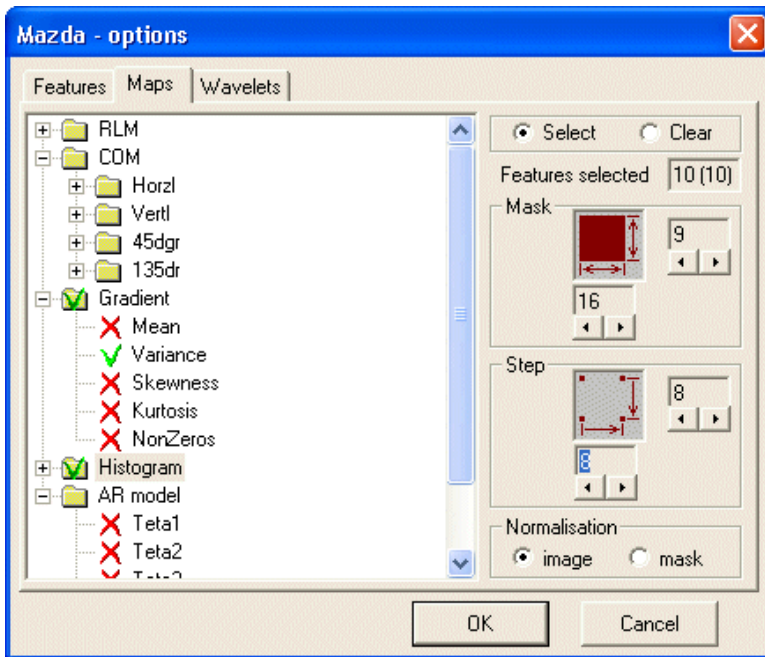 Mazda - options
Features Maps Wavelets
RLM
COM
Horzl
Vertl
45dgr
135dr
Gradient
Mean
Variance
Skewness
Kurtosis
NonZeros
Histogram
AR model
Teta1
Teta2
Select Clear
Features selected 10 (10)
Mask
9
16
Step
8
8
Normalisation
image mask
OK Cancel